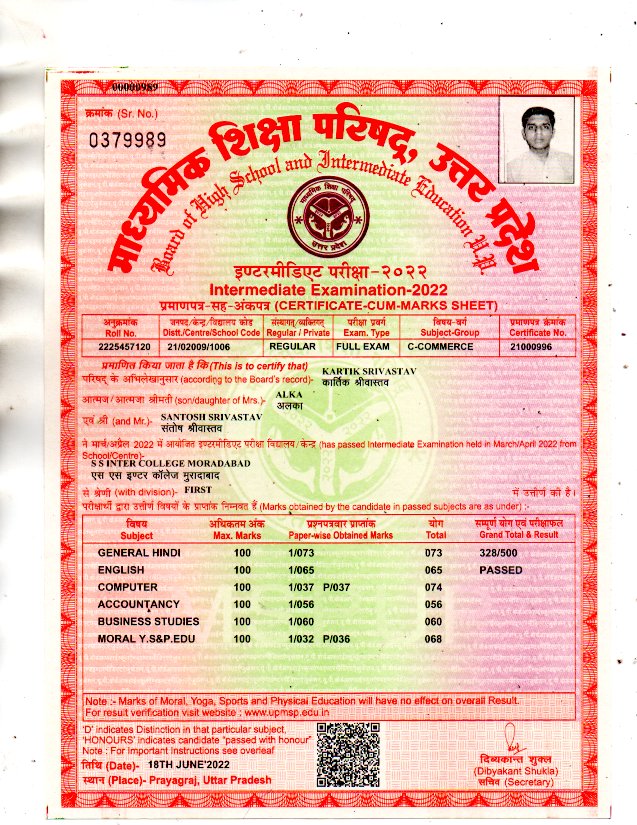 00000989
क्रमांक (Sr. No.)
0379989
माध्यमिक शिक्षा परिषद, उत्तर प्रदेश
Board of High School and Intermediate Education U.P.
माध्यमिक शिक्षा परिषद
उत्तर प्रदेश
इण्टरमीडिएट परीक्षा-२०२२
Intermediate Examination-2022
प्रमाणपत्र-सह-अंकपत्र (CERTIFICATE-CUM-MARKS SHEET)
अनुक्रमांक जनपद/केन्द्र/विद्यालय कोड संस्थागत/व्यक्तिगत परीक्षा प्रवर्ग विषय-वर्ग प्रमाणपत्र क्रमांक
Roll No. Distt./Centre/School Code Regular / Private Exam. Type Subject-Group Certificate No.
2225457120 21/02009/1006 REGULAR FULL EXAM C-COMMERCE 21000996
प्रमाणित किया जाता है कि (This is to certify that) KARTIK SRIVASTAV
परिषद् के अभिलेखानुसार (according to the Board's record)- कार्तिक श्रीवास्तव
आत्मज/आत्मजा श्रीमती (son/daughter of Mrs.)- ALKA
अलका
एवं श्री (and Mr.)- SANTOSH SRIVASTAV
संतोष श्रीवास्तव
ने मार्च/अप्रैल 2022 में आयोजित इण्टरमीडिएट परीक्षा विद्यालय/केन्द्र (has passed Intermediate Examination held in March/April 2022 from
School/Centre)-
S S INTER COLLEGE MORADABAD
एस एस इण्टर कॉलेज मुरादाबाद
से श्रेणी (with division)- FIRST में उत्तीर्ण की है।
परीक्षार्थी द्वारा उत्तीर्ण विषयों के प्राप्तांक निम्नवत हैं (Marks obtained by the candidate in passed subjects are as under) :-
विषय अधिकतम अंक प्रश्नपत्रवार प्राप्तांक योग सम्पूर्ण योग एवं परीक्षाफल
Subject Max. Marks Paper-wise Obtained Marks Total Grand Total & Result
GENERAL HINDI 100 1/073 073 328/500
ENGLISH 100 1/065 065 PASSED
COMPUTER 100 1/037 P/037 074
ACCOUNTANCY 100 1/056 056
BUSINESS STUDIES 100 1/060 060
MORAL Y.S&P.EDU 100 1/032 P/036 068
Note :- Marks of Moral, Yoga, Sports and Physical Education will have no effect on overall Result.
For result verification visit website : www.upmsp.edu.in
'D' indicates Distinction in that particular subject,
'HONOURS' indicates candidate "passed with honour"
Note : For Important Instructions see overleaf
तिथि (Date)- 18TH JUNE'2022
स्थान (Place)- Prayagraj, Uttar Pradesh
दिब्यकान्त शुक्ल
(Dibyakant Shukla)
सचिव (Secretary)